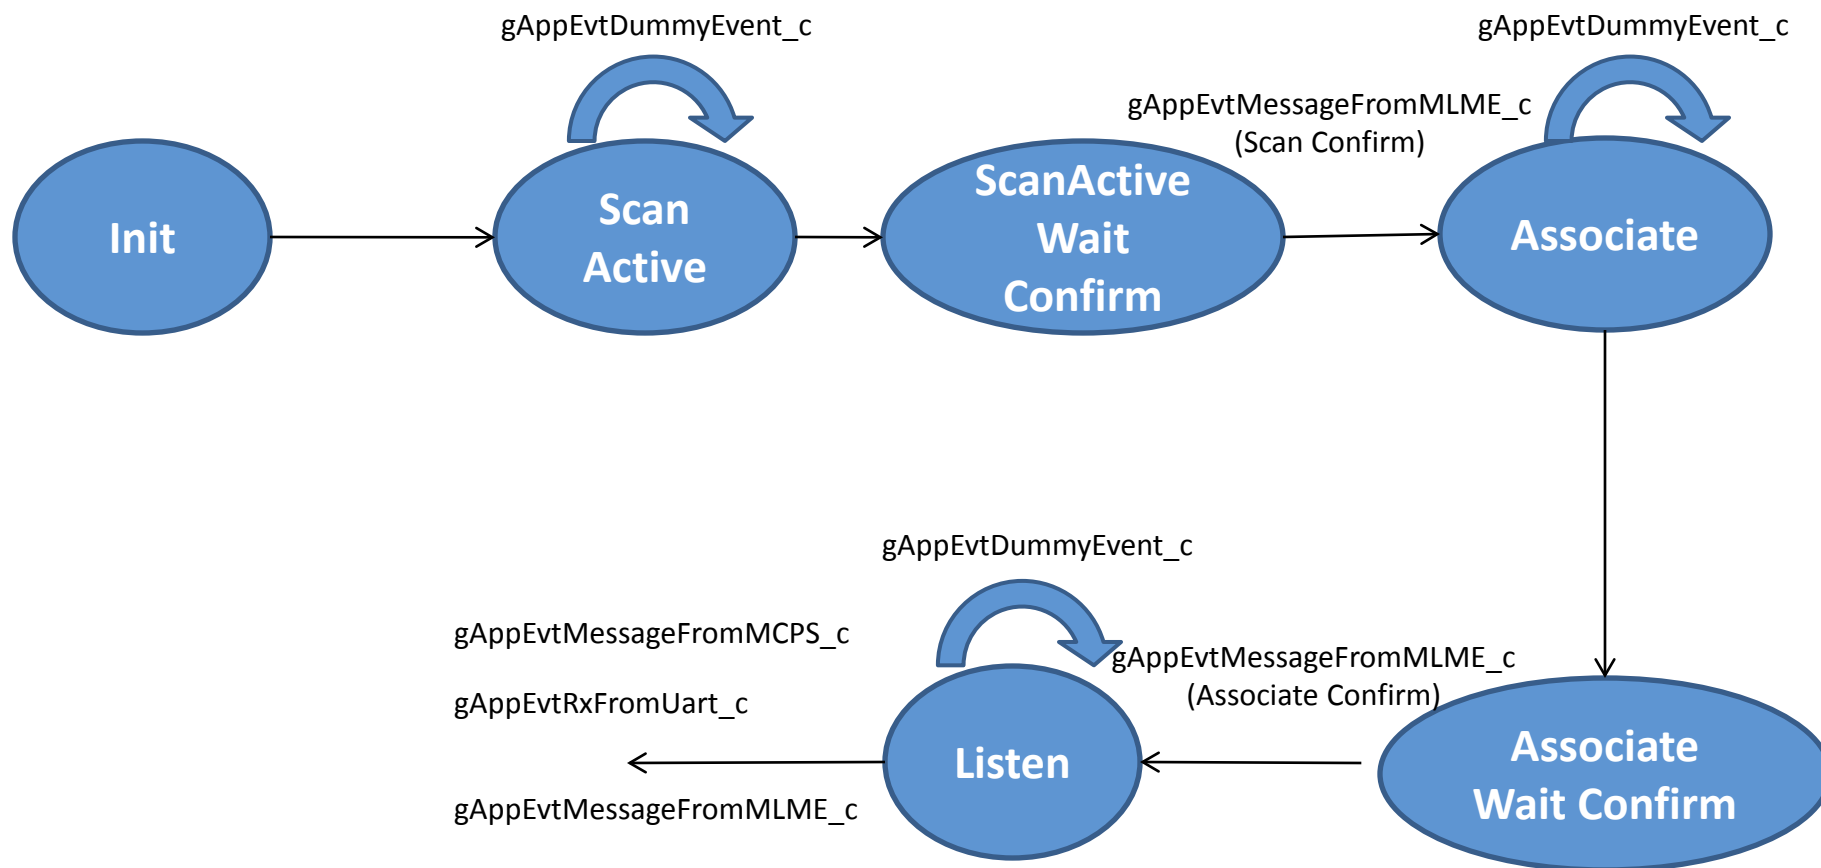 gAppEvtDummyEvent_c
gAppEvtDummyEvent_c
gAppEvtMessageFromMLME_c
(Scan Confirm)
Init
Scan
Active
ScanActive
Wait
Confirm
Associate
gAppEvtDummyEvent_c
gAppEvtMessageFromMCPS_c
gAppEvtRxFromUart_c
gAppEvtMessageFromMLME_c
Listen
gAppEvtMessageFromMLME_c
(Associate Confirm)
Associate
Wait Confirm